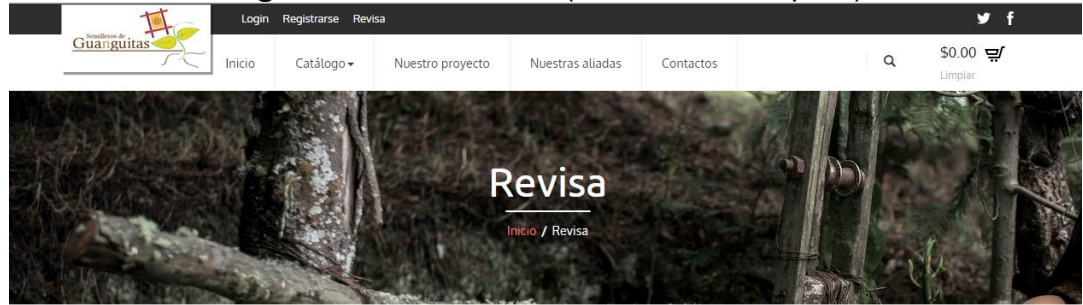 Login Registrarse Revisa
Semilleros de
Guanguitas
Inicio Catálogo Nuestro proyecto Nuestras aliadas Contactos
$0.00
Limpiar
Revisa
Inicio / Revisa